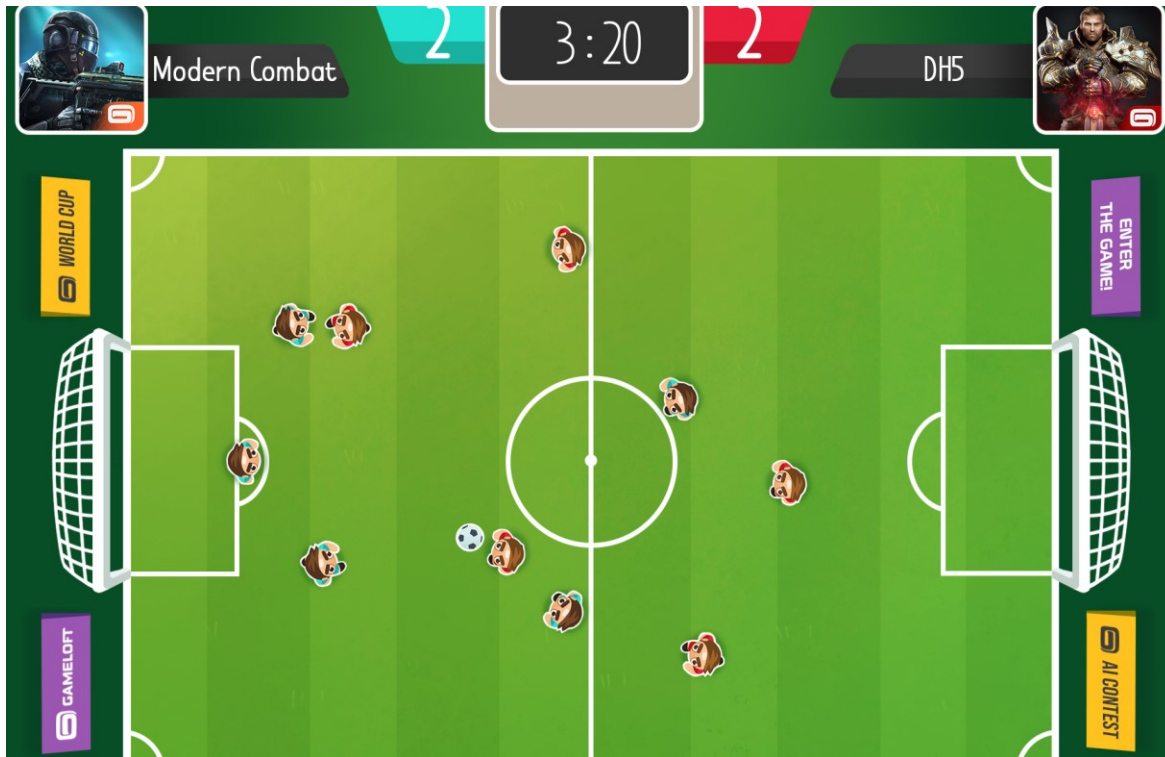 Modern Combat
2
3:20
2
DH5
WORLD CUP
ENTER
THE GAME!
GAMELOFT
AI CONTEST